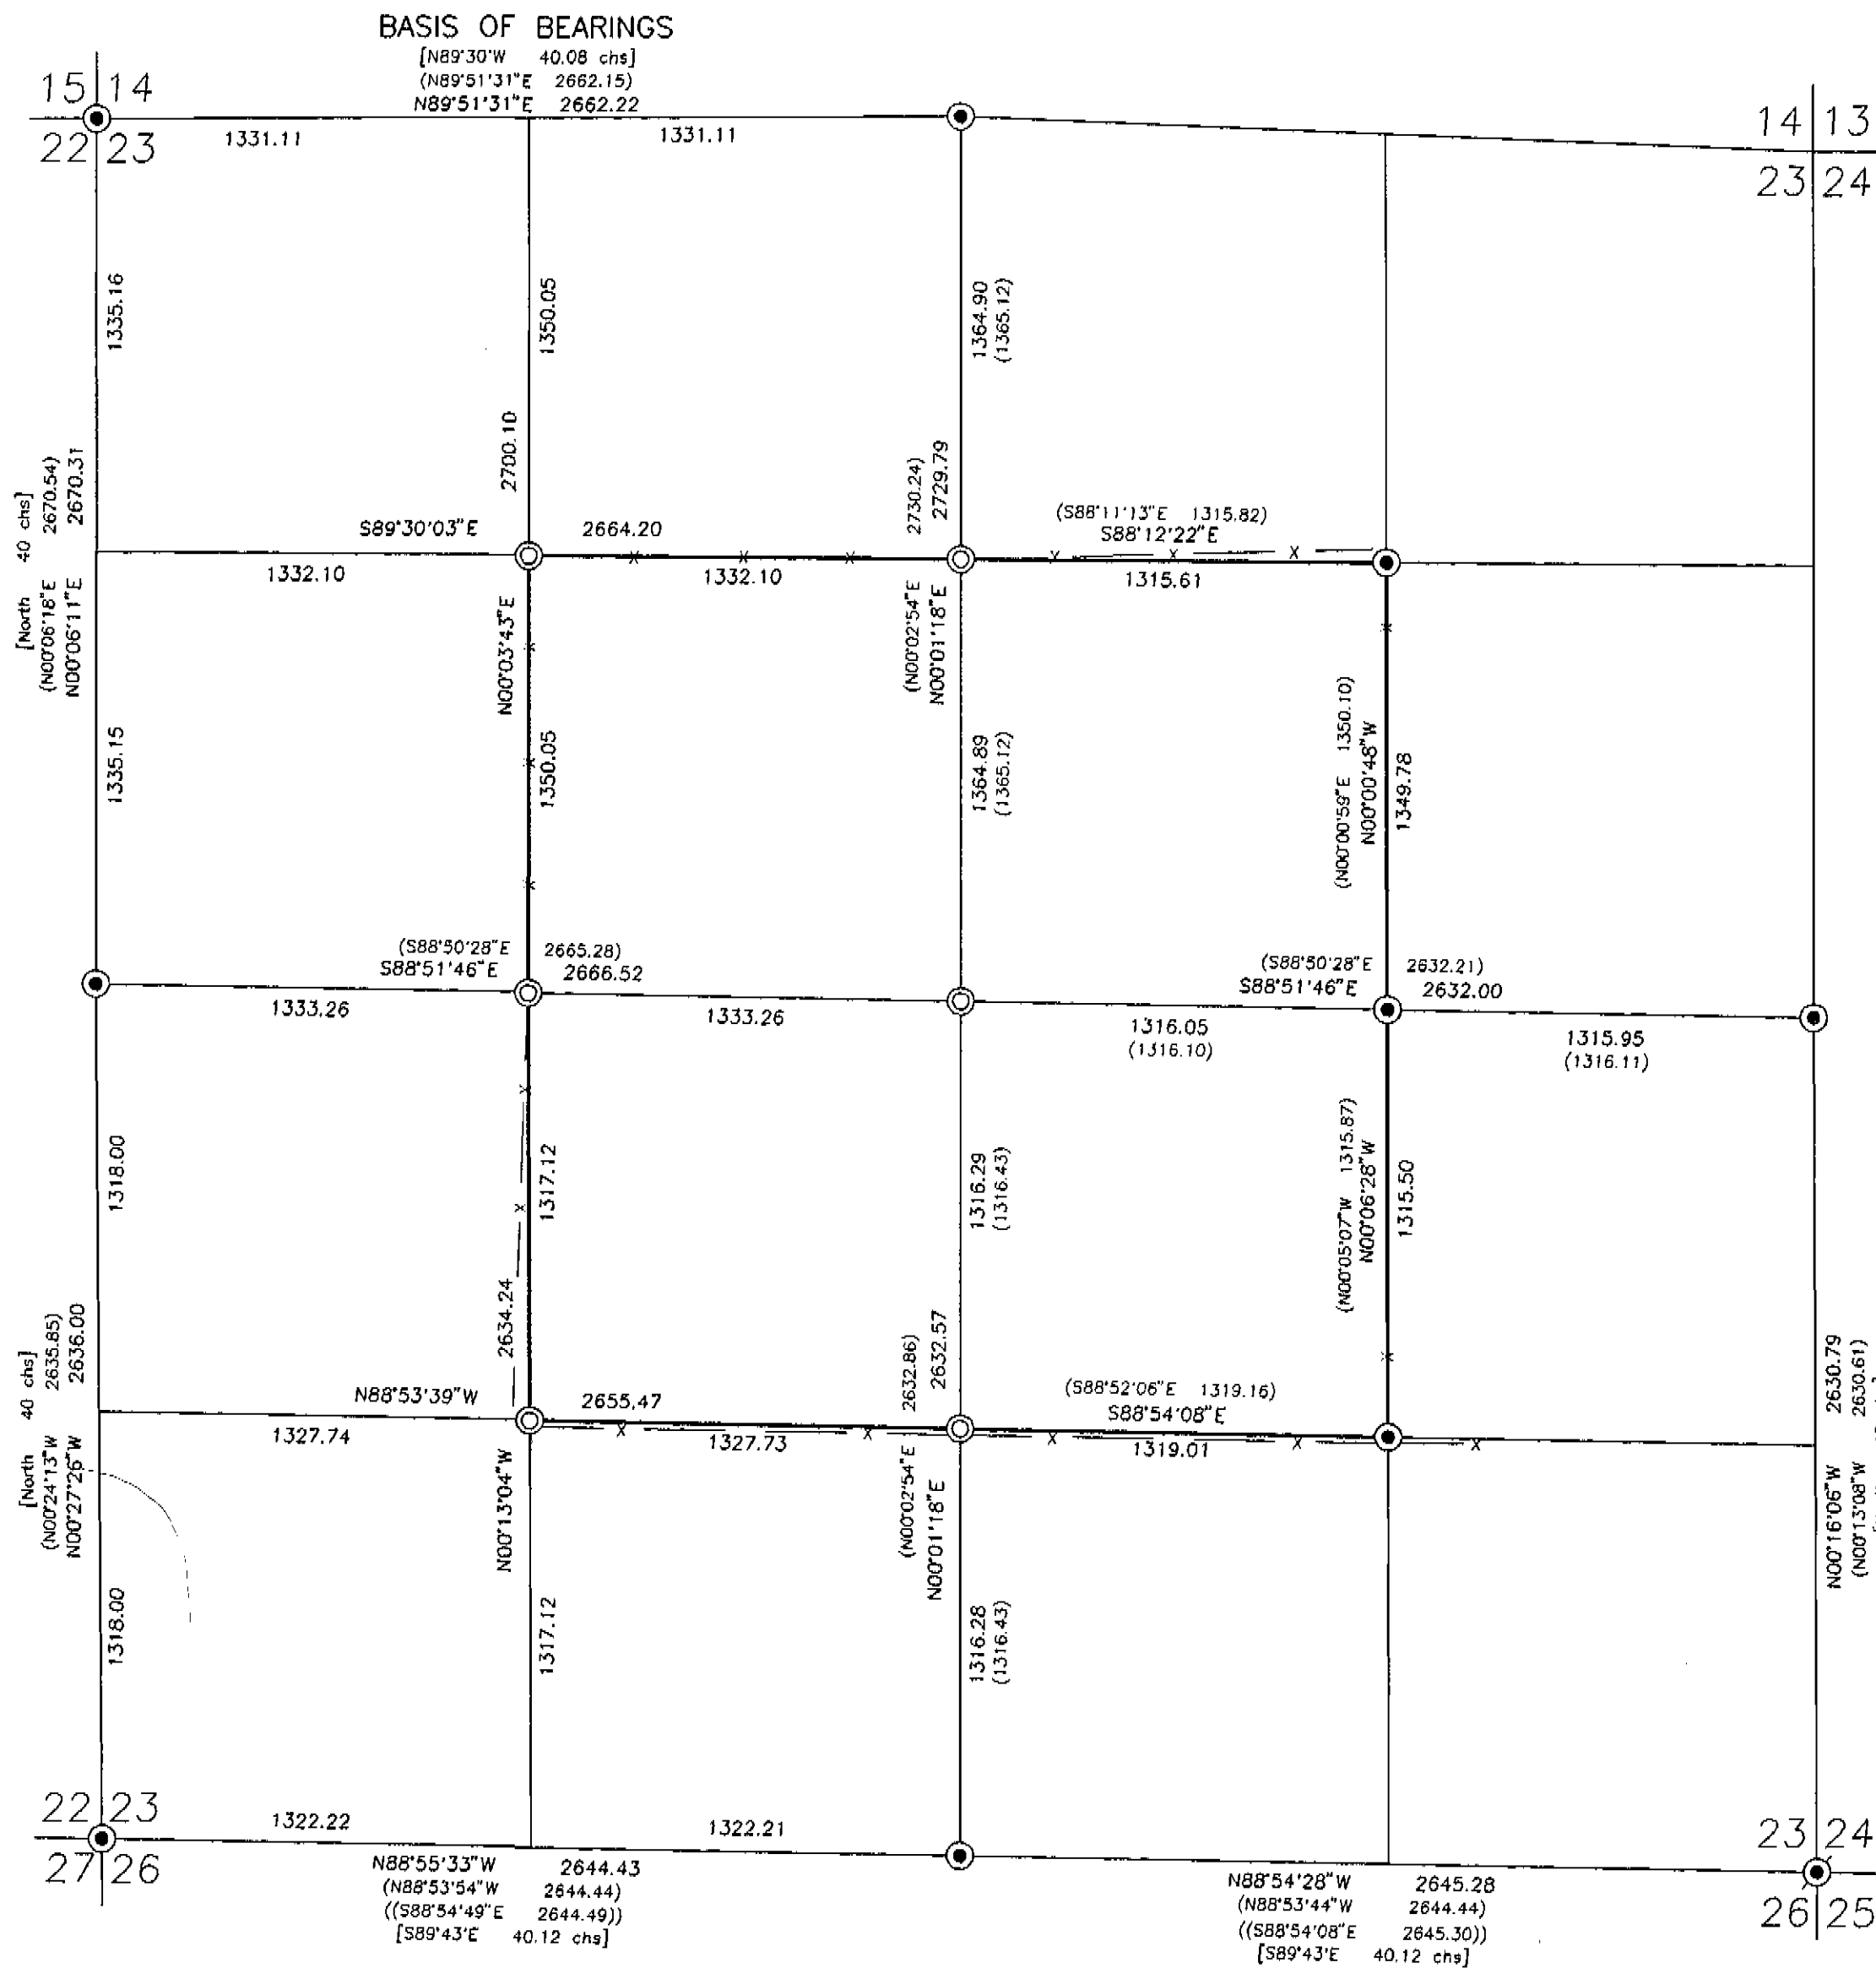 BASIS OF BEARINGS
[N89°30'W 40.08 chs]
(N89°51'31"E 2662.15)
N89°51'31"E 2662.22
15 14
22 23
1331.11
1331.11
14 13
23 24
1335.16
1350.05
1364.90
(1365.12)
[North 40 chs]
(N00°06'18"E 2670.54)
N00°06'11"E 2670.31
2700.10
N00°03'43"E
(N00°02'54"E 2730.24)
N00°01'18"E 2729.79
S89°30'03"E 2664.20
1332.10
1332.10
(S88°11'13"E 1315.82)
S88°12'22"E
1315.61
1335.15
1350.05
1364.89
(1365.12)
(N00°00'59"E 1350.10)
N00°00'48"W
1349.78
(S88°50'28"E 2665.28)
S88°51'46"E 2666.52
1333.26
1333.26
(S88°50'28"E 2632.21)
S88°51'46"E 2632.00
1316.05
(1316.10)
1315.95
(1316.11)
1318.00
1317.12
1316.29
(1316.43)
(N00°05'07"W 1315.87)
N00°06'28"W
1315.50
[North 40 chs]
(N00°24'13"W 2635.85)
N00°27'26"W 2636.00
2634.24
N00°13'04"W
(N00°02'54"E 2632.86)
N00°01'18"E 2632.57
N88°53'39"W 2655.47
1327.74
1327.73
(S88°52'06"E 1319.16)
S88°54'08"E
1319.01
N00°16'06"W 2630.79
(N00°13'08"W 2630.61)
1318.00
1317.12
1316.28
(1316.43)
22 23
27 26
1322.22
1322.21
23 24
26 25
N88°55'33"W 2644.43
(N88°53'54"W 2644.44)
((S88°54'49"E 2644.49))
[S89°43'E 40.12 chs]
N88°54'28"W 2645.28
(N88°53'44"W 2644.44)
((S88°54'08"E 2645.30))
[S89°43'E 40.12 chs]